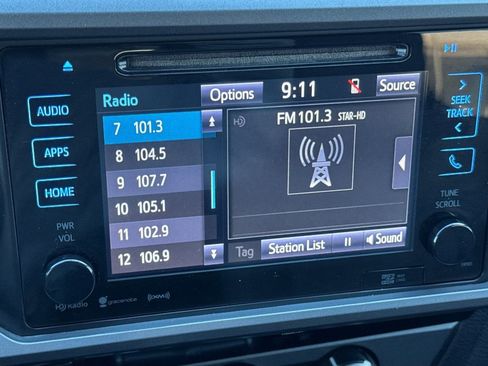 AUDIO
APPS
HOME
PWR
VOL
Radio
Options
9:11
Source
7 101.3
8 104.5
9 107.7
10 105.1
11 102.9
12 106.9
FM 101.3 STAR-HD
Tag
Station List
Sound
SEEK
TRACK
TUNE
SCROLL
HD Radio
gracenote
XM